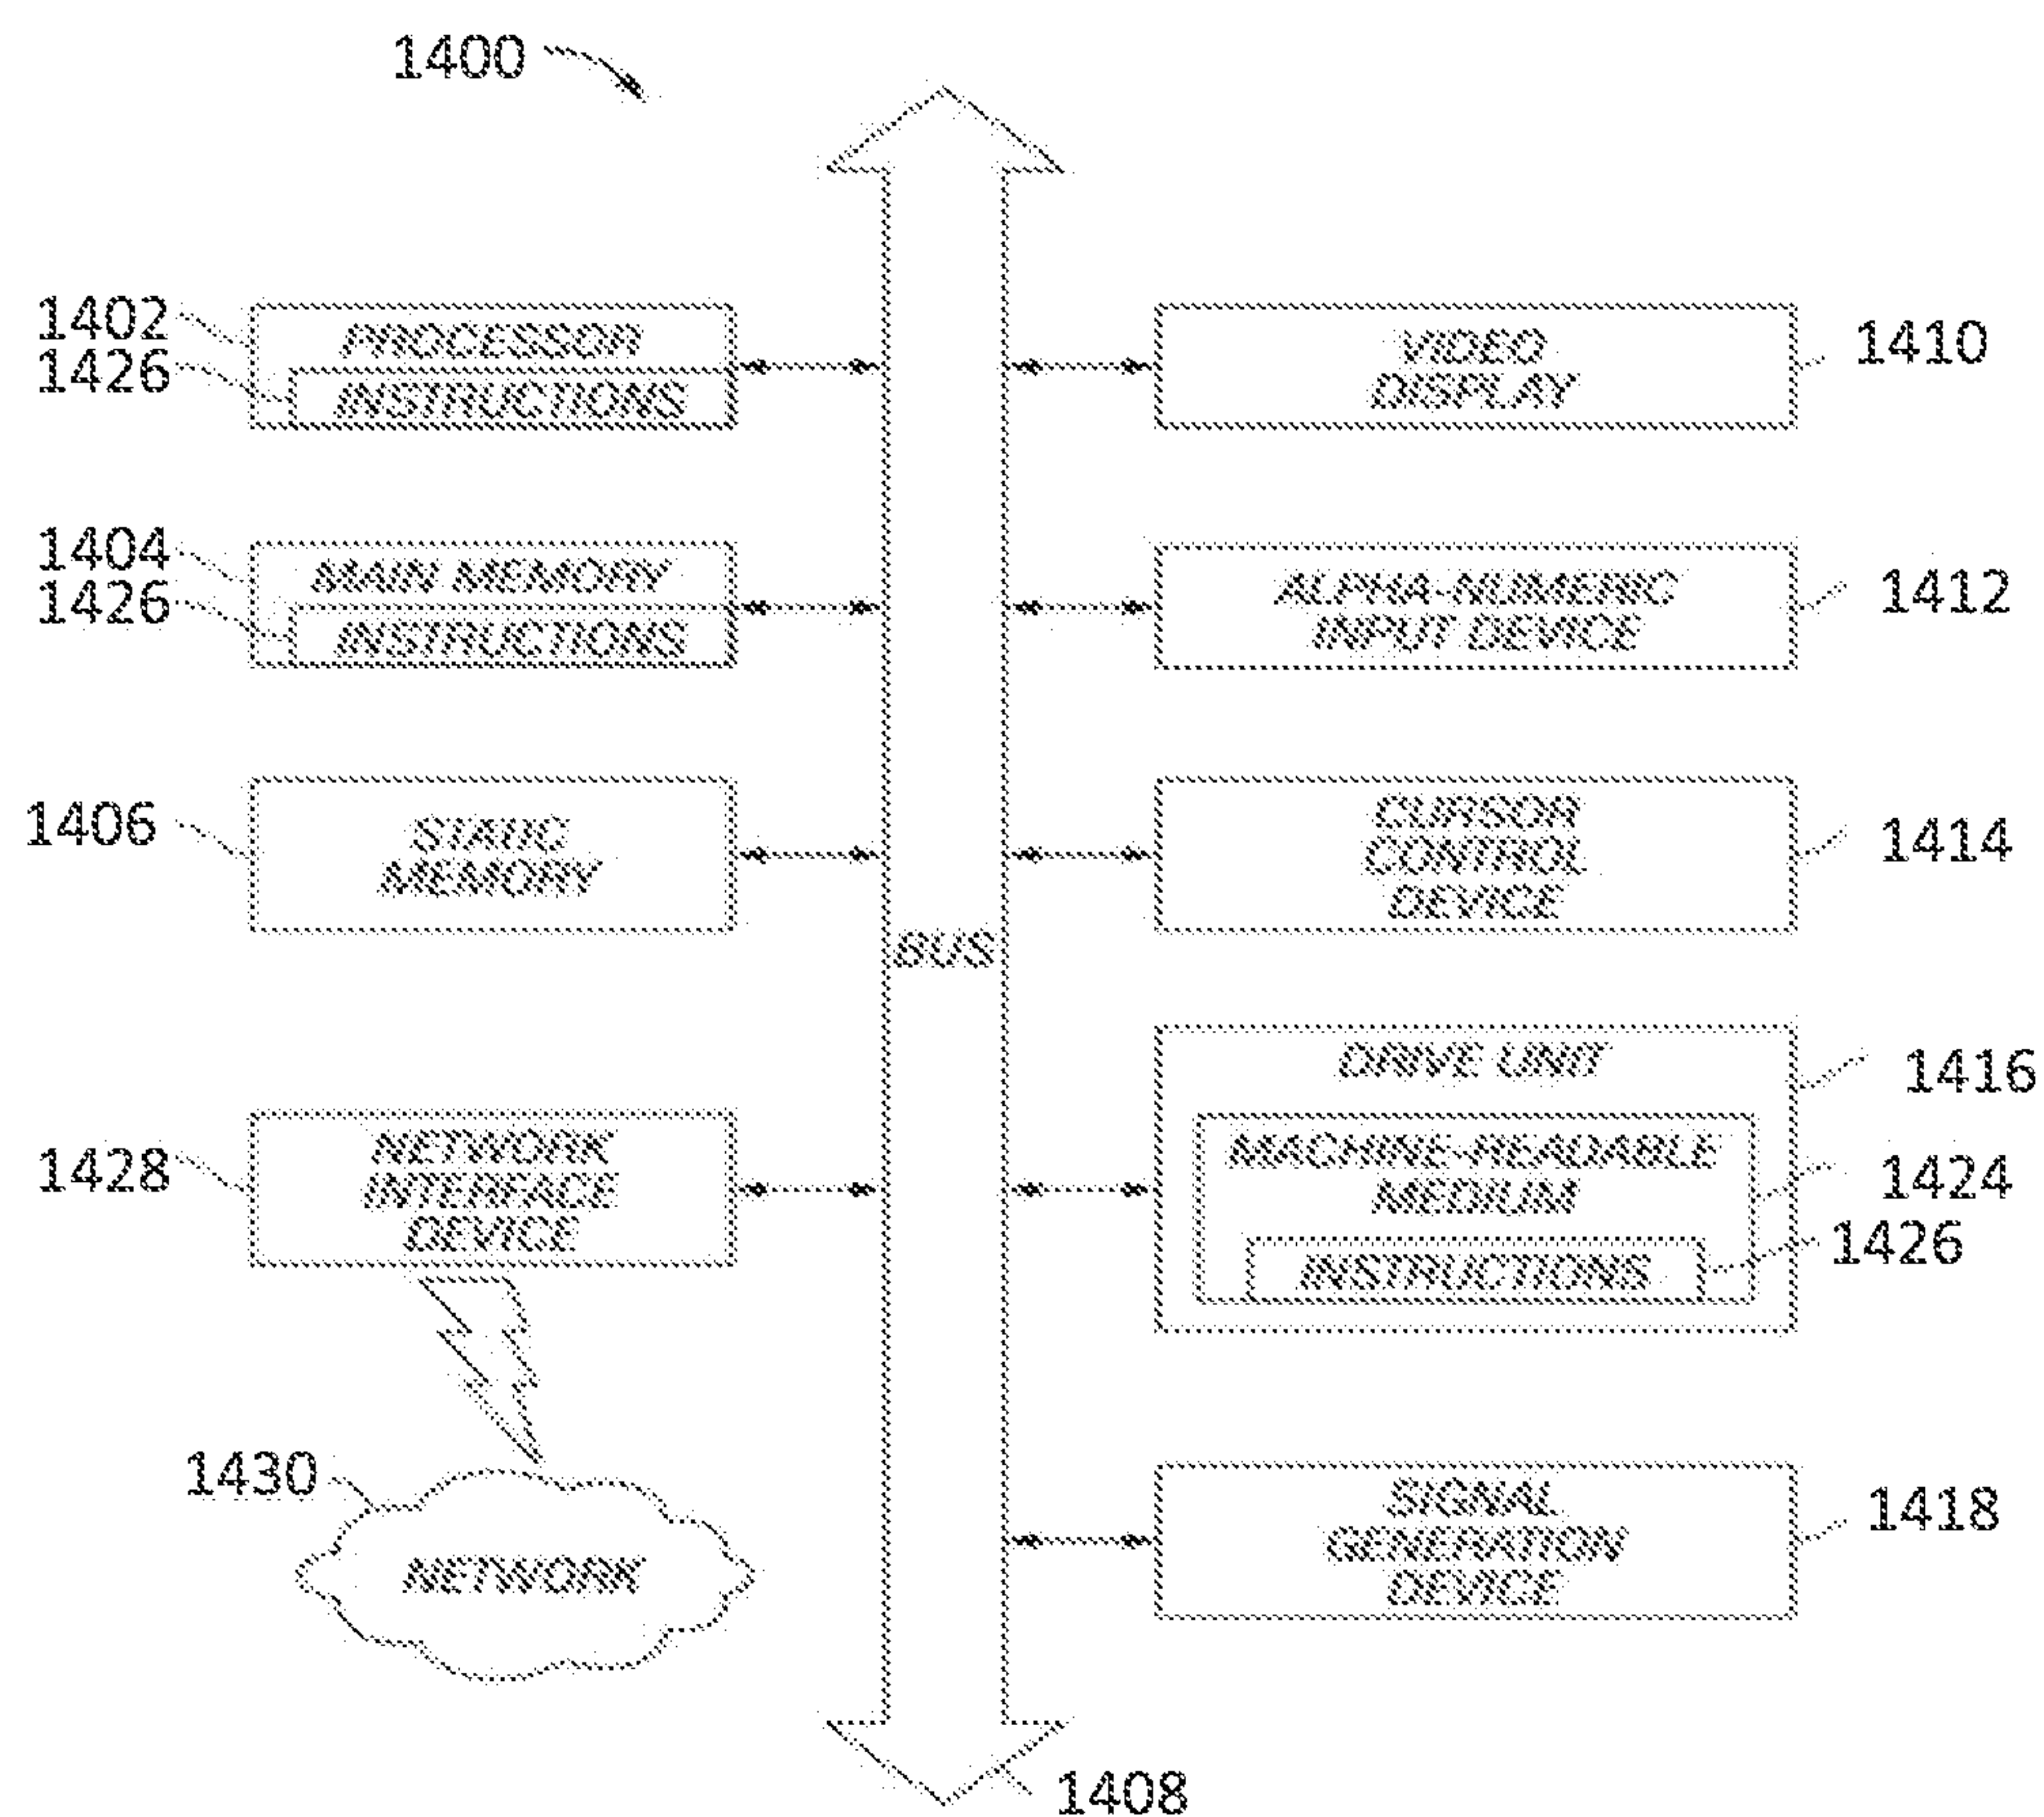 1400
1402
PROCESSOR
1426
INSTRUCTIONS
1404
MAIN MEMORY
1426
INSTRUCTIONS
1406
STATIC
MEMORY
1428
NETWORK
INTERFACE
DEVICE
1430
NETWORK
BUS
1408
VIDEO
DISPLAY
1410
ALPHA-NUMERIC
INPUT DEVICE
1412
CURSOR
CONTROL
DEVICE
1414
DRIVE UNIT
1416
MACHINE-READABLE
MEDIUM
1424
INSTRUCTIONS
1426
SIGNAL
GENERATION
DEVICE
1418